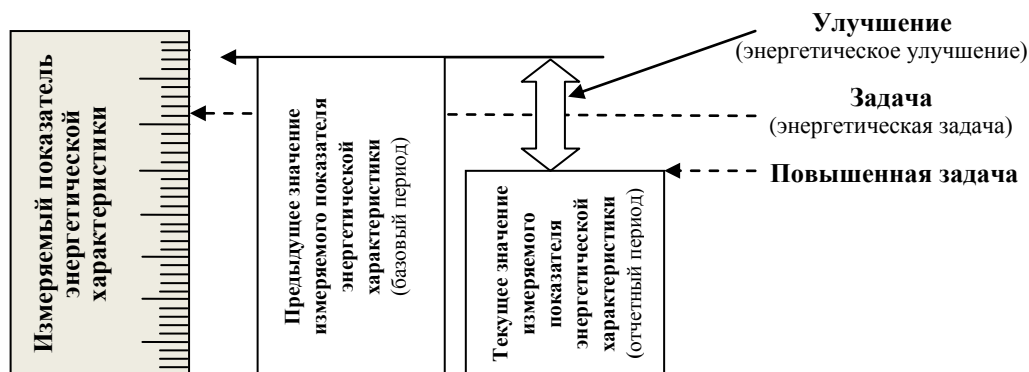 Измеряемый показатель
энергетической
характеристики
Предыдущее значение
измеряемого показателя
энергетической
характеристики
(базовый период)
Текущее значение
измеряемого
показателя
энергетической
характеристики
(отчетный период)
Улучшение
(энергетическое улучшение)
Задача
(энергетическая задача)
Повышенная задача